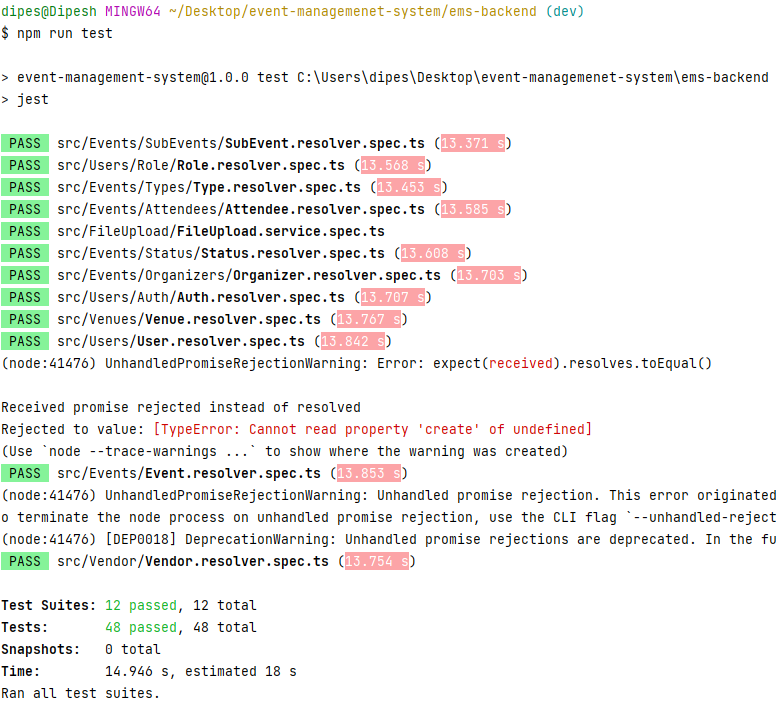 dipes@Dipesh MINGW64 ~/Desktop/event-managemenet-system/ems-backend (dev)
$ npm run test
> event-management-system@1.0.0 test C:\Users\dipes\Desktop\event-managemenet-system\ems-backend
> jest
PASS src/Events/SubEvents/SubEvent.resolver.spec.ts (13.371 s)
PASS src/Users/Role/Role.resolver.spec.ts (13.568 s)
PASS src/Events/Types/Type.resolver.spec.ts (13.453 s)
PASS src/Events/Attendees/Attendee.resolver.spec.ts (13.585 s)
PASS src/FileUpload/FileUpload.service.spec.ts
PASS src/Events/Status/Status.resolver.spec.ts (13.608 s)
PASS src/Events/Organizers/Organizer.resolver.spec.ts (13.703 s)
PASS src/Users/Auth/Auth.resolver.spec.ts (13.707 s)
PASS src/Venues/Venue.resolver.spec.ts (13.767 s)
PASS src/Users/User.resolver.spec.ts (13.842 s)
(node:41476) UnhandledPromiseRejectionWarning: Error: expect(received).resolves.toEqual()
Received promise rejected instead of resolved
Rejected to value: [TypeError: Cannot read property 'create' of undefined]
(Use `node --trace-warnings ...` to show where the warning was created)
PASS src/Events/Event.resolver.spec.ts (13.853 s)
(node:41476) UnhandledPromiseRejectionWarning: Unhandled promise rejection. This error originated
o terminate the node process on unhandled promise rejection, use the CLI flag `--unhandled-reject
(node:41476) [DEP0018] DeprecationWarning: Unhandled promise rejections are deprecated. In the fu
PASS src/Vendor/Vendor.resolver.spec.ts (13.754 s)
Test Suites: 12 passed, 12 total
Tests: 48 passed, 48 total
Snapshots: 0 total
Time: 14.946 s, estimated 18 s
Ran all test suites.